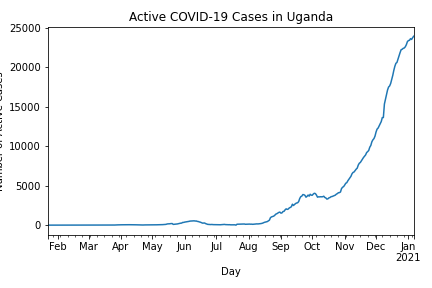 Active COVID-19 Cases in Uganda
25000
20000
15000
10000
5000
0
Number of Active Cases
Feb Mar Apr May Jun Jul Aug Sep Oct Nov Dec Jan
2021
Day